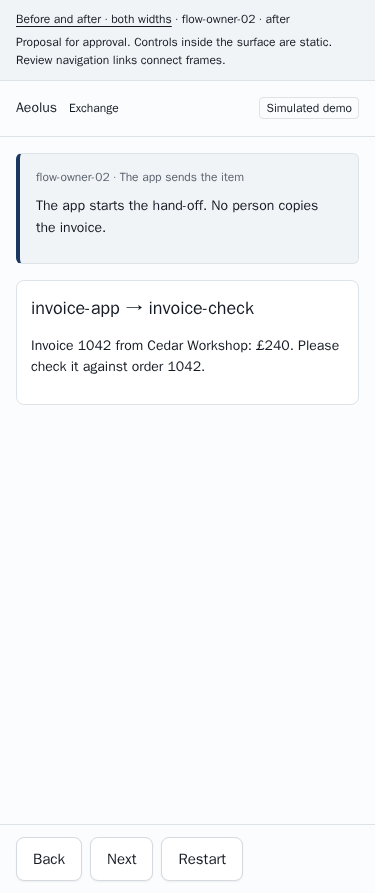 Before and after · both widths · flow-owner-02 · after
Proposal for approval. Controls inside the surface are static.
Review navigation links connect frames.
Aeolus Exchange Simulated demo
flow-owner-02 · The app sends the item
The app starts the hand-off. No person copies
the invoice.
invoice-app → invoice-check
Invoice 1042 from Cedar Workshop: £240. Please
check it against order 1042.
Back Next Restart